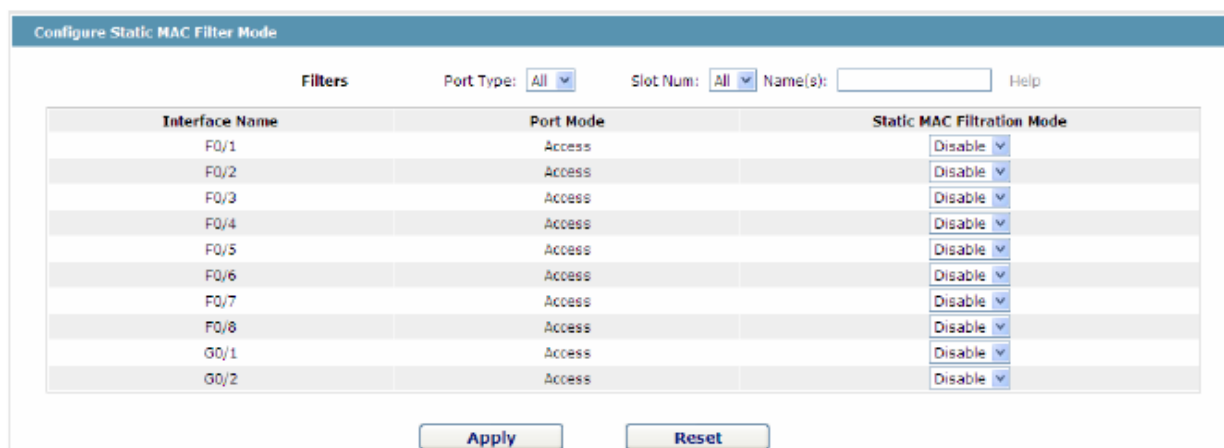 Configure Static MAC Filter Mode
Filters Port Type: All Slot Num: All Name(s): Help
Interface Name Port Mode Static MAC Filtration Mode
F0/1 Access Disable
F0/2 Access Disable
F0/3 Access Disable
F0/4 Access Disable
F0/5 Access Disable
F0/6 Access Disable
F0/7 Access Disable
F0/8 Access Disable
G0/1 Access Disable
G0/2 Access Disable
Apply Reset